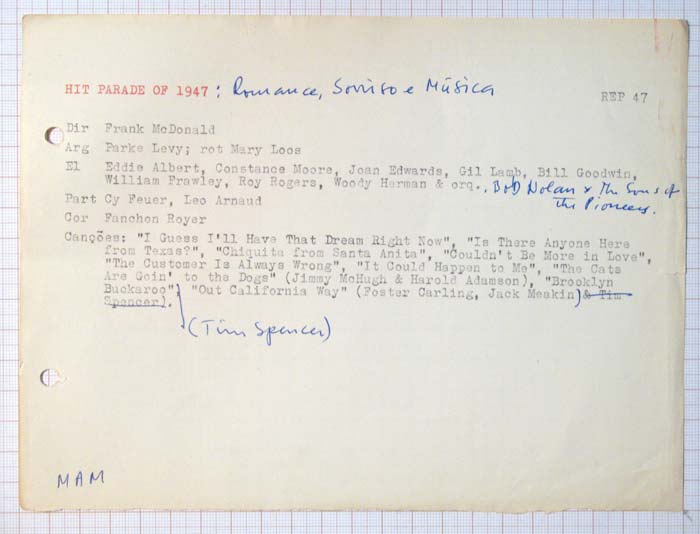 HIT PARADE OF 1947 : Romance, Sorriso e Música
REP 47
Dir Frank McDonald
Arg Parke Levy; rot Mary Loos
El Eddie Albert, Constance Moore, Joan Edwards, Gil Lamb, Bill Goodwin,
William Frawley, Roy Rogers, Woody Herman & orq., Bob Nolan & the Sons of
the Pioneers.
Part Cy Feuer, Leo Arnaud
Cor Fanchon Royer
Canções: "I Guess I'll Have That Dream Right Now", "Is There Anyone Here
from Texas?", "Chiquita from Santa Anita", "Couldn't Be More in Love",
"The Customer Is Always Wrong", "It Could Happen to Me", "The Cats
Are Goin' to the Dogs" (Jimmy McHugh & Harold Adamson), "Brooklyn
Buckaroo", "Out California Way" (Foster Carling, Jack Meakin) & Tim
Spencer).
(Tim Spencer)
MAM